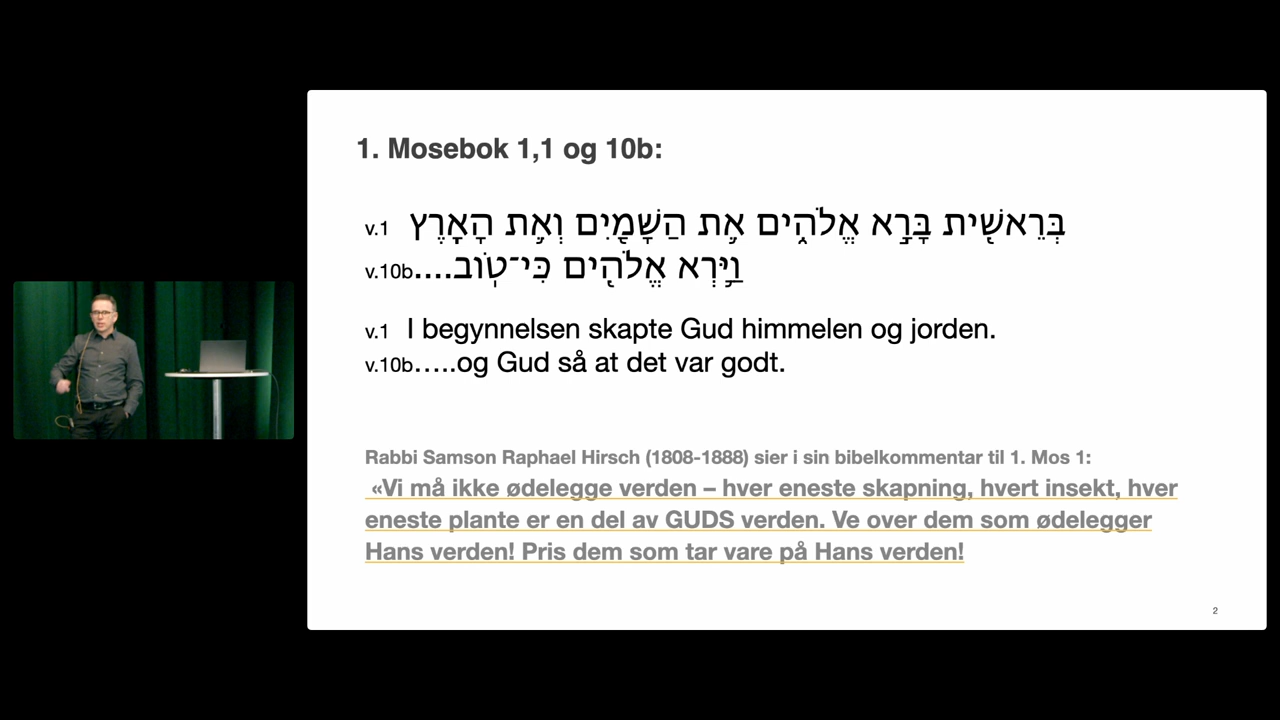 1. Mosebok 1,1 og 10b:
v.1 בְּרֵאשִׁ֖ית בָּרָ֣א אֱלֹהִ֑ים אֵ֥ת הַשָּׁמַ֖יִם וְאֵ֥ת הָאָֽרֶץ
v.10b....וַיַּ֥רְא אֱלֹהִ֖ים כִּי־טֽוֹב
v.1 I begynnelsen skapte Gud himmelen og jorden.
v.10b…..og Gud så at det var godt.
Rabbi Samson Raphael Hirsch (1808-1888) sier i sin bibelkommentar til 1. Mos 1:
«Vi må ikke ødelegge verden – hver eneste skapning, hvert insekt, hver
eneste plante er en del av GUDS verden. Ve over dem som ødelegger
Hans verden! Pris dem som tar vare på Hans verden!
2